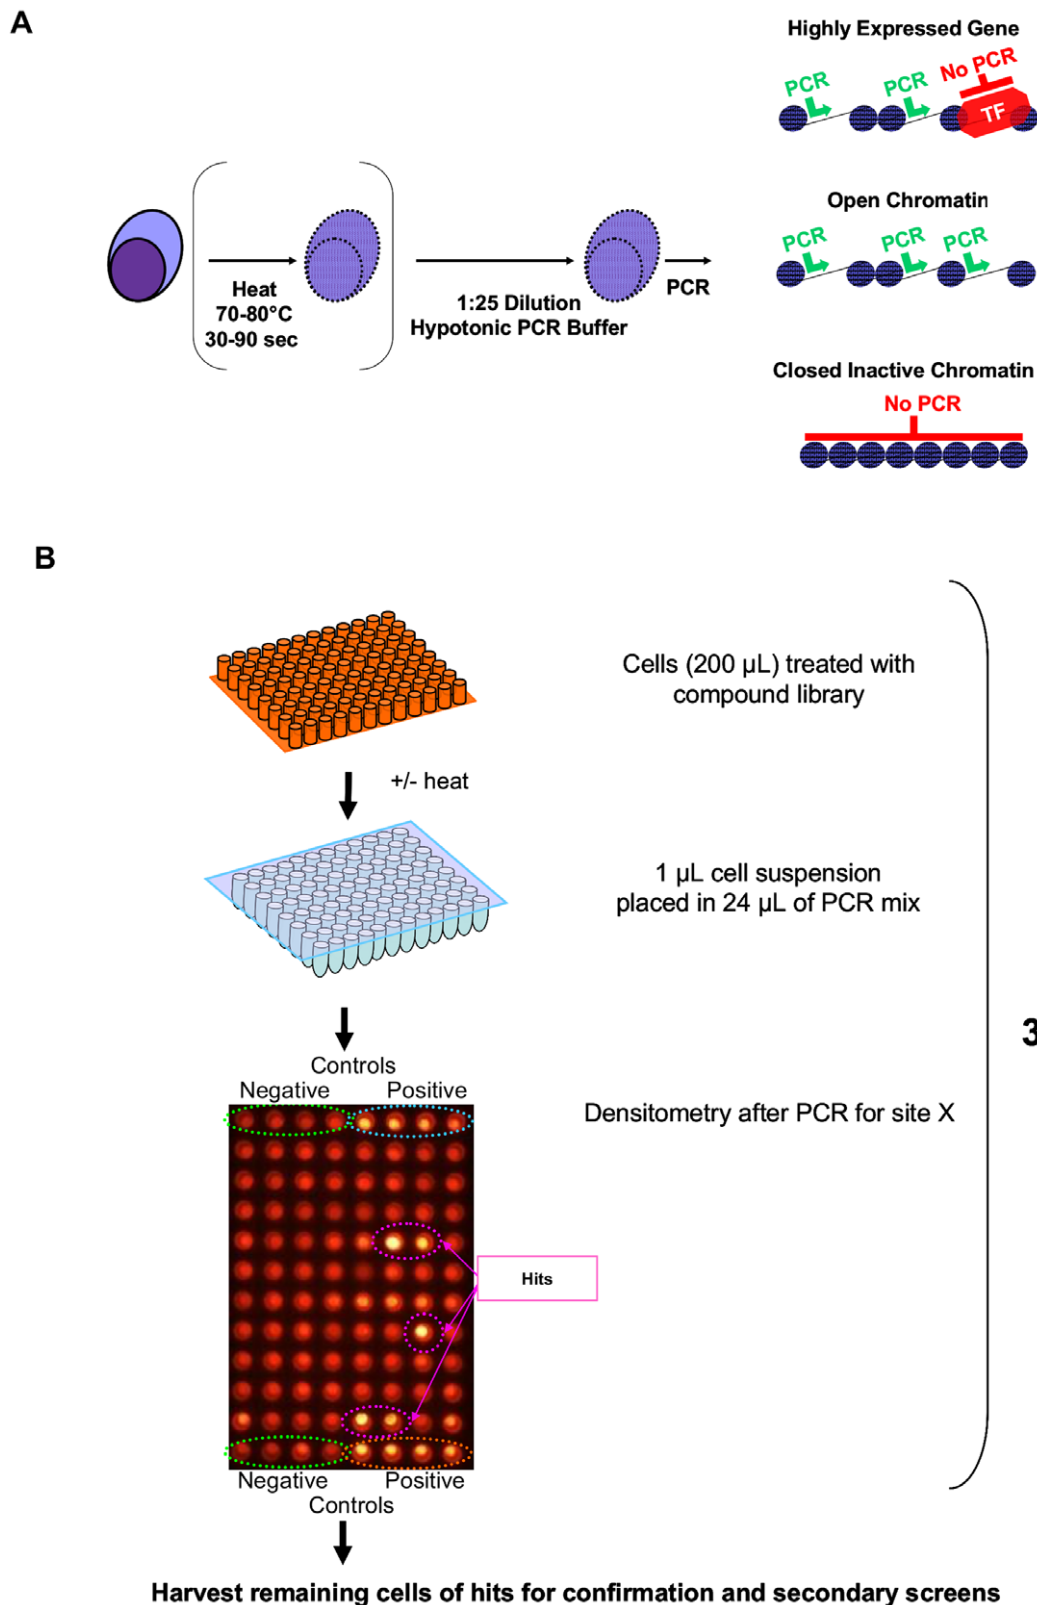 A
Highly Expressed Gene
No PCR
PCR
PCR
TF
Open Chromatin
PCR
PCR
PCR
Heat
70-80°C
30-90 sec
1:25 Dilution
Hypotonic PCR Buffer
PCR
Closed Inactive Chromatin
No PCR
B
Cells (200 µL) treated with
compound library
+/- heat
1 µL cell suspension
placed in 24 µL of PCR mix
3
Controls
Negative
Positive
Densitometry after PCR for site X
Hits
Negative
Positive
Controls
Harvest remaining cells of hits for confirmation and secondary screens